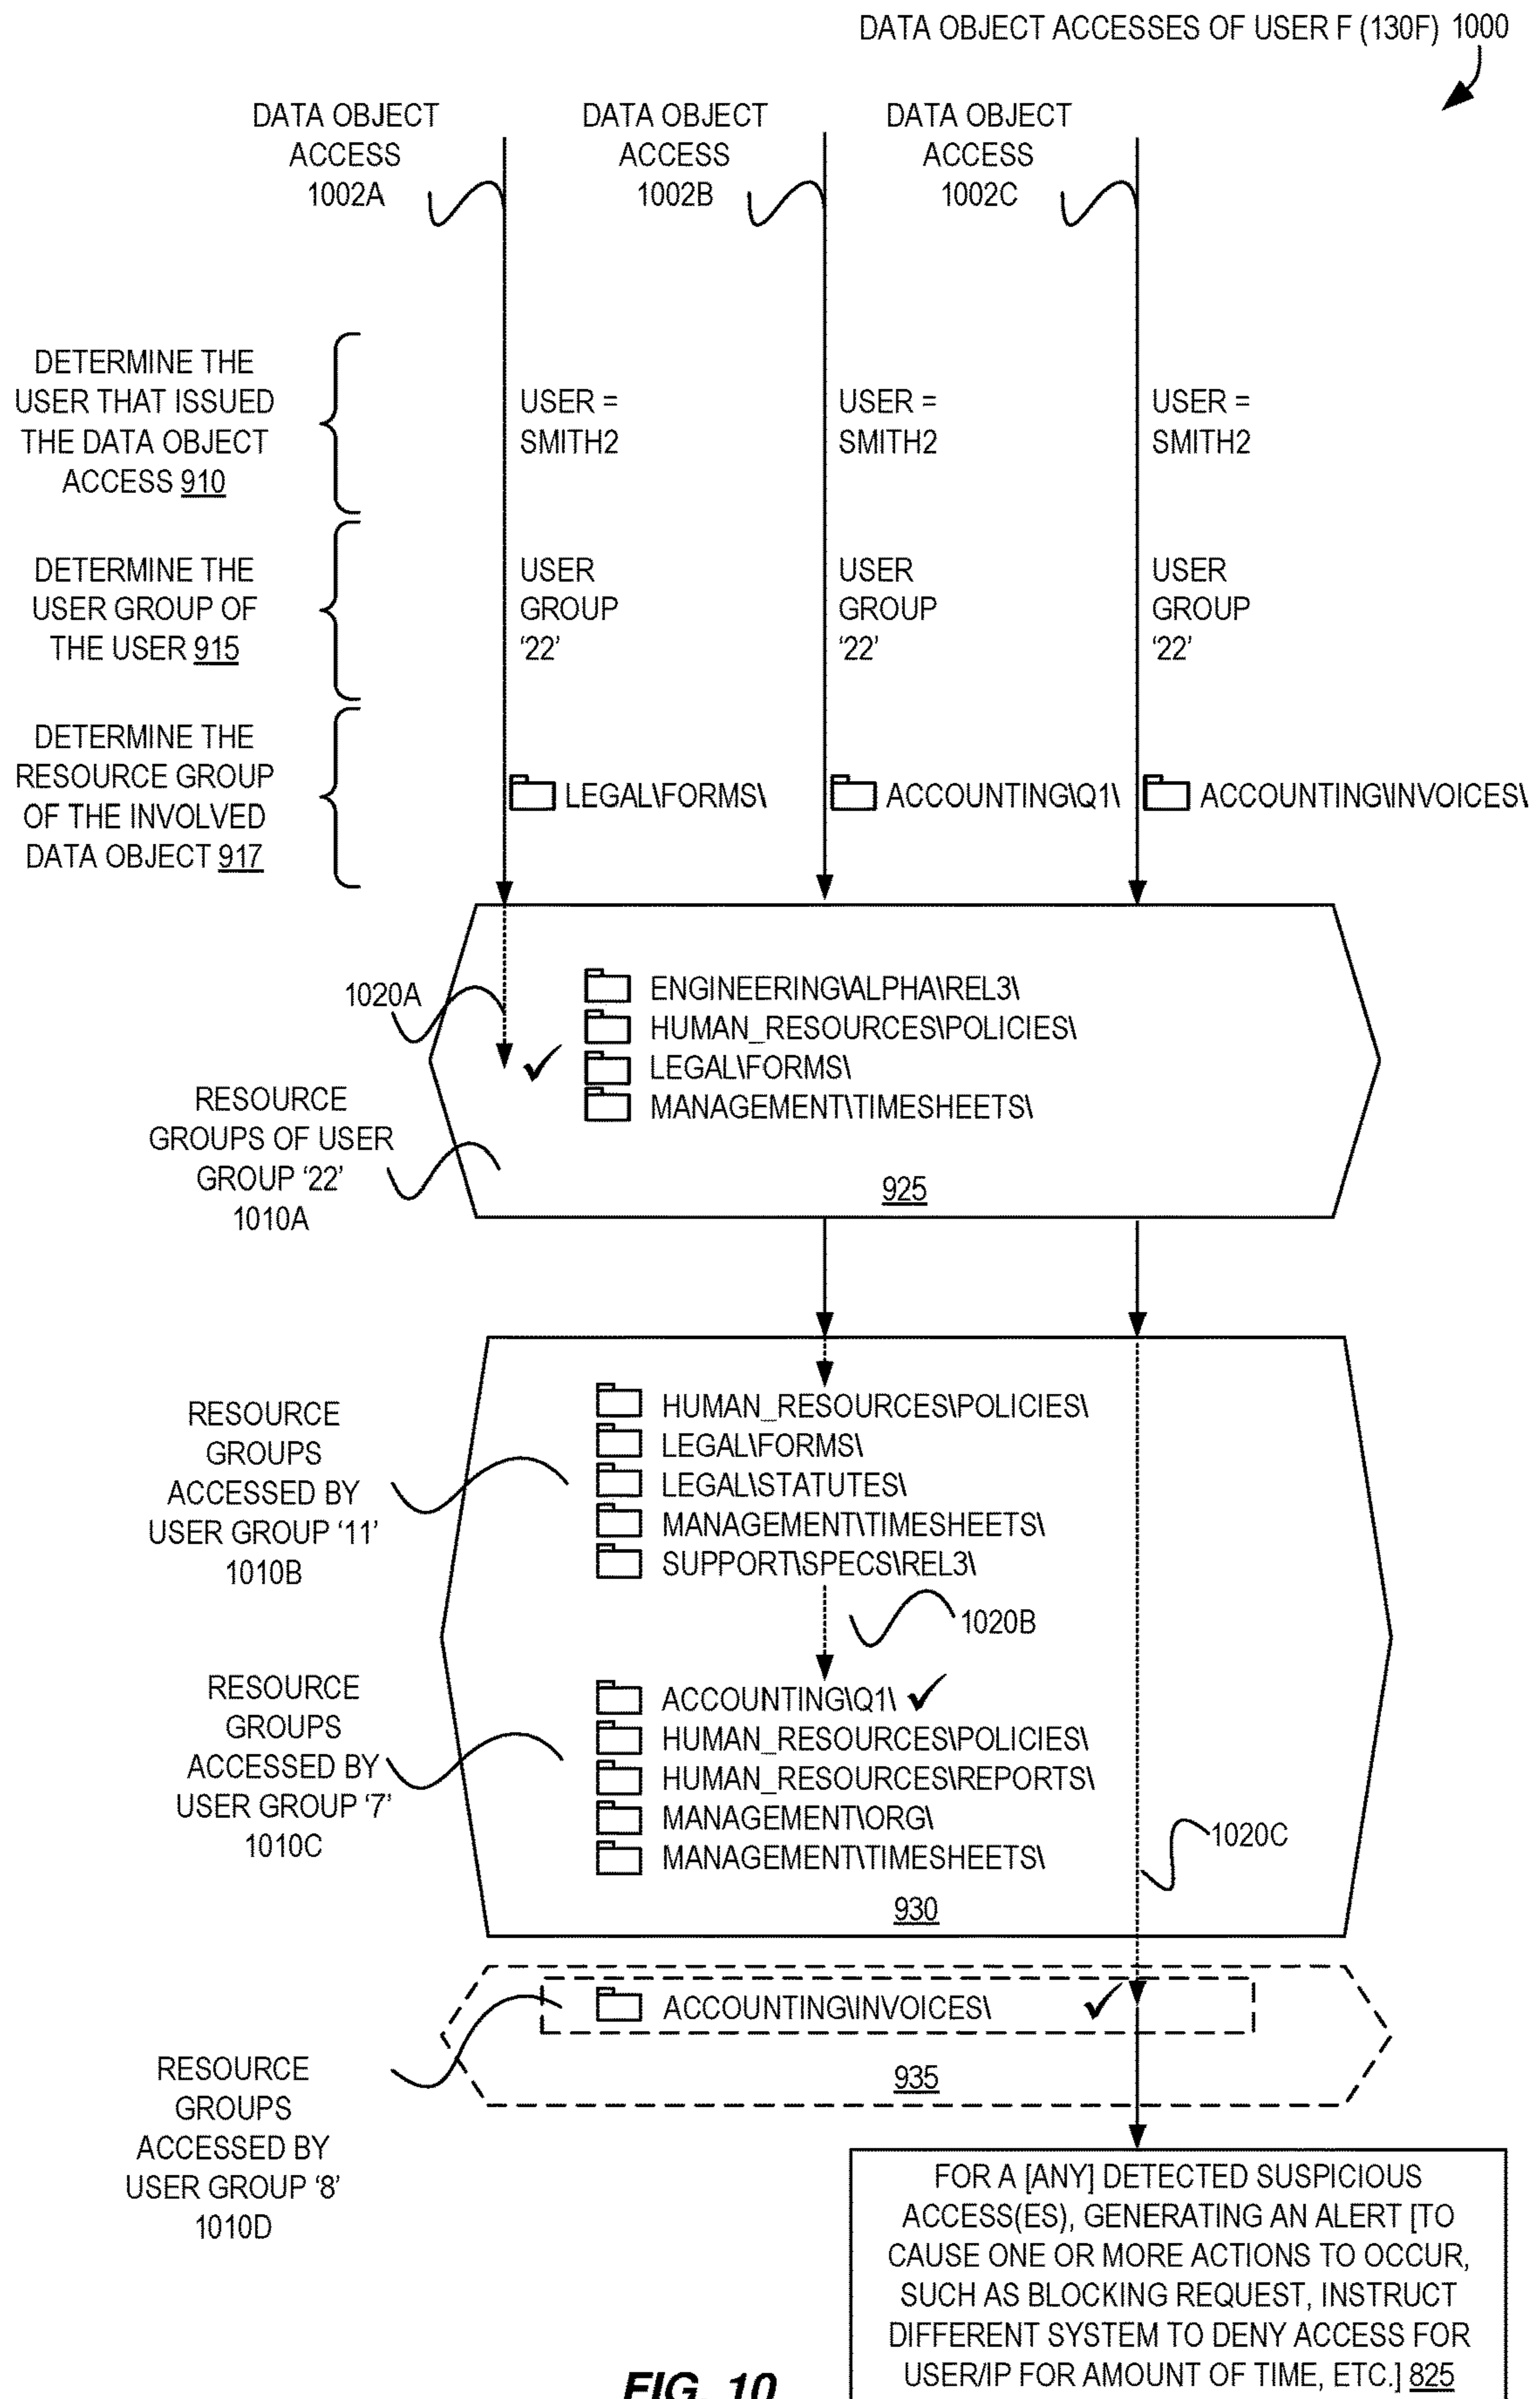 DATA OBJECT ACCESSES OF USER F (130F) 1000
DATA OBJECT
ACCESS
1002A
DATA OBJECT
ACCESS
1002B
DATA OBJECT
ACCESS
1002C
DETERMINE THE
USER THAT ISSUED
THE DATA OBJECT
ACCESS 910
USER =
SMITH2
USER =
SMITH2
USER =
SMITH2
DETERMINE THE
USER GROUP OF
THE USER 915
USER
GROUP
‘22’
USER
GROUP
‘22’
USER
GROUP
‘22’
DETERMINE THE
RESOURCE GROUP
OF THE INVOLVED
DATA OBJECT 917
LEGAL\FORMS\
ACCOUNTING\Q1\
ACCOUNTING\INVOICES\
1020A
ENGINEERING\ALPHA\REL3\
HUMAN_RESOURCES\POLICIES\
LEGAL\FORMS\
MANAGEMENT\TIMESHEETS\
RESOURCE
GROUPS OF USER
GROUP ‘22’
1010A
925
RESOURCE
GROUPS
ACCESSED BY
USER GROUP ‘11’
1010B
HUMAN_RESOURCES\POLICIES\
LEGAL\FORMS\
LEGAL\STATUTES\
MANAGEMENT\TIMESHEETS\
SUPPORT\SPECS\REL3\
1020B
RESOURCE
GROUPS
ACCESSED BY
USER GROUP ‘7’
1010C
ACCOUNTING\Q1\
HUMAN_RESOURCES\POLICIES\
HUMAN_RESOURCES\REPORTS\
MANAGEMENT\ORG\
MANAGEMENT\TIMESHEETS\
1020C
930
ACCOUNTING\INVOICES\
935
RESOURCE
GROUPS
ACCESSED BY
USER GROUP ‘8’
1010D
FOR A [ANY] DETECTED SUSPICIOUS
ACCESS(ES), GENERATING AN ALERT [TO
CAUSE ONE OR MORE ACTIONS TO OCCUR,
SUCH AS BLOCKING REQUEST, INSTRUCT
DIFFERENT SYSTEM TO DENY ACCESS FOR
USER/IP FOR AMOUNT OF TIME, ETC.] 825
FIG. 10